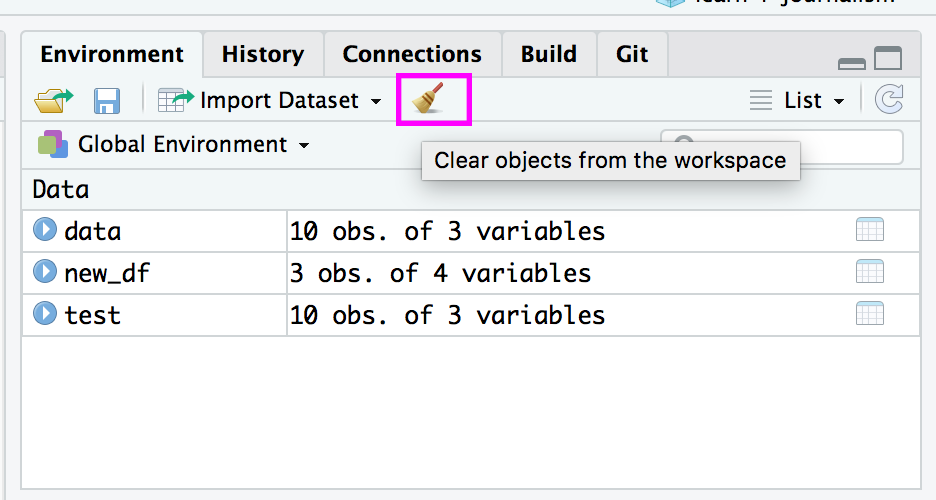 Environment History Connections Build Git
Import Dataset List
Global Environment
Clear objects from the workspace
Data
data 10 obs. of 3 variables
new_df 3 obs. of 4 variables
test 10 obs. of 3 variables